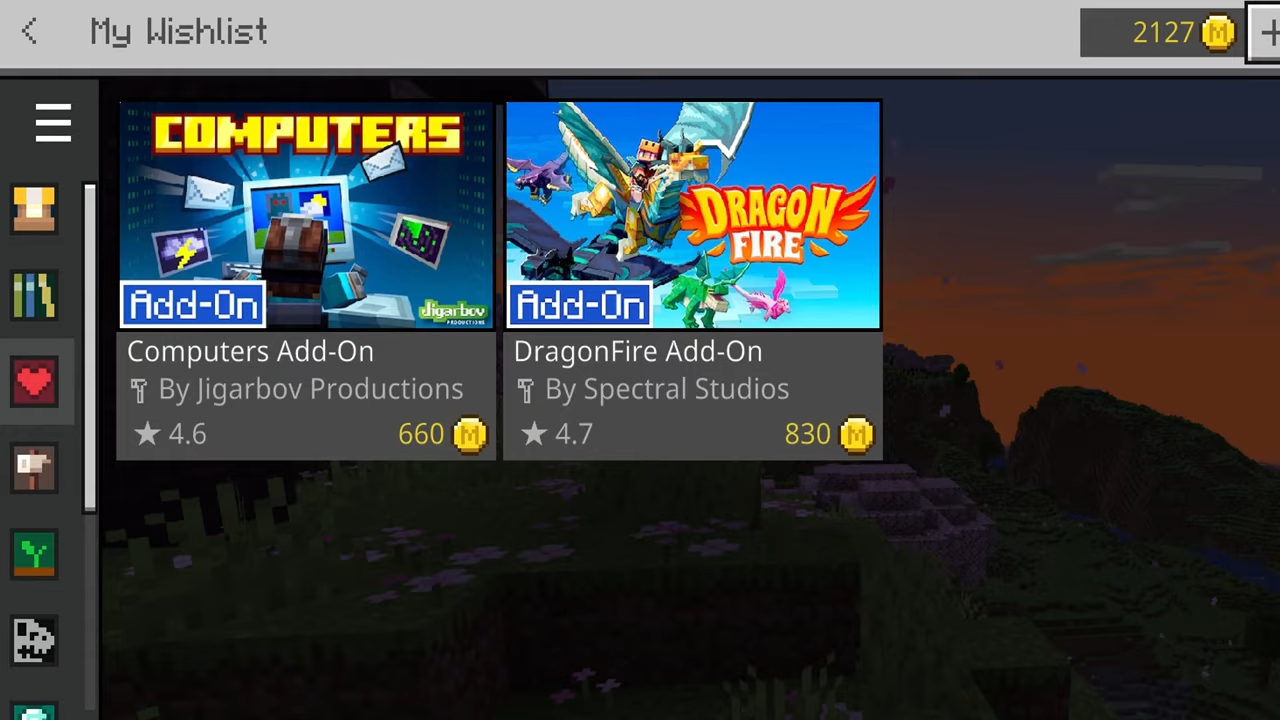 My Wishlist
2127
COMPUTERS
Add-On
Jigarbov
PRODUCTIONS
Computers Add-On
By Jigarbov Productions
4.6
660
DRAGON
FIRE
Add-On
DragonFire Add-On
By Spectral Studios
4.7
830